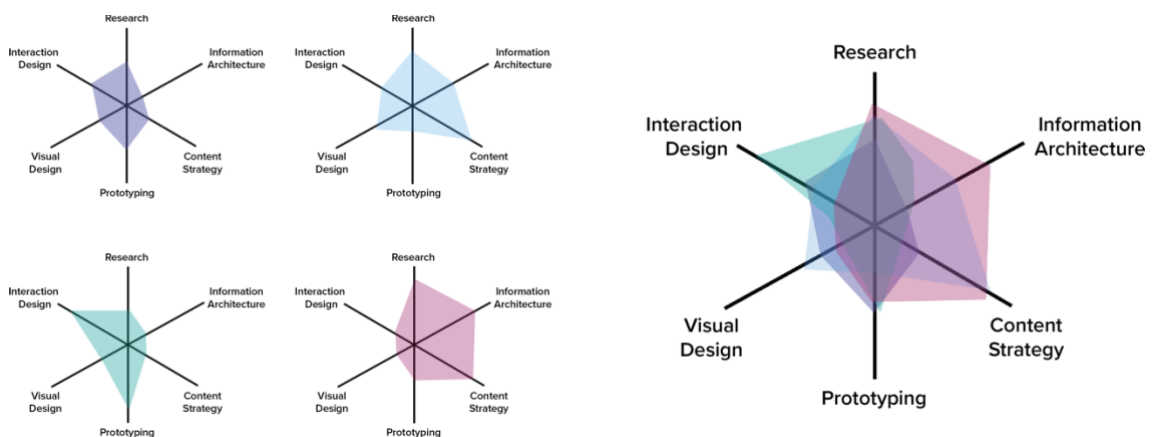 Research
Interaction
Design
Information
Architecture
Visual
Design
Content
Strategy
Prototyping
Research
Interaction
Design
Information
Architecture
Visual
Design
Content
Strategy
Prototyping
Research
Interaction
Design
Information
Architecture
Visual
Design
Content
Strategy
Prototyping
Research
Interaction
Design
Information
Architecture
Visual
Design
Content
Strategy
Prototyping
Research
Interaction
Design
Information
Architecture
Visual
Design
Content
Strategy
Prototyping